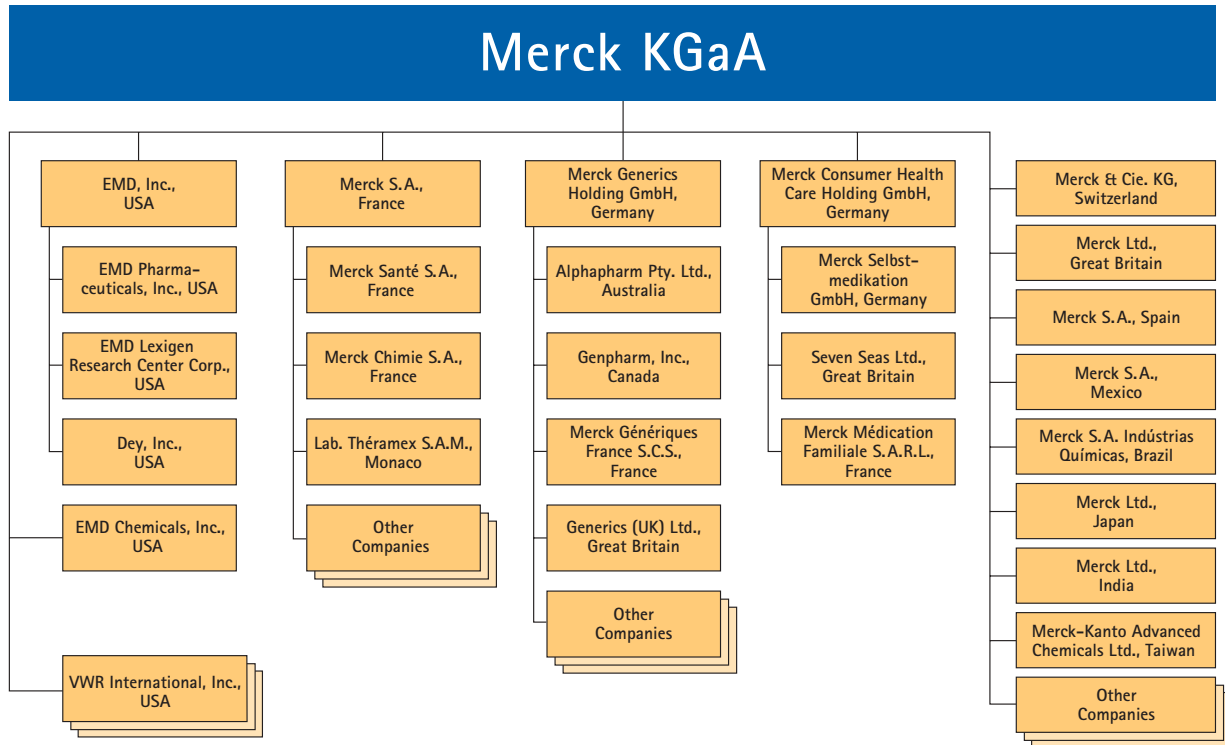 Merck KGaA
EMD, Inc.,
USA
EMD Pharma-
ceuticals, Inc., USA
EMD Lexigen
Research Center Corp.,
USA
Dey, Inc.,
USA
EMD Chemicals, Inc.,
USA
VWR International, Inc.,
USA
Merck S.A.,
France
Merck Santé S.A.,
France
Merck Chimie S.A.,
France
Lab. Théramex S.A.M.,
Monaco
Other
Companies
Merck Generics
Holding GmbH,
Germany
Alphapharm Pty. Ltd.,
Australia
Genpharm, Inc.,
Canada
Merck Génériques
France S.C.S.,
France
Generics (UK) Ltd.,
Great Britain
Other
Companies
Merck Consumer Health
Care Holding GmbH,
Germany
Merck Selbst-
medikation
GmbH, Germany
Seven Seas Ltd.,
Great Britain
Merck Médication
Familiale S.A.R.L.,
France
Merck & Cie. KG,
Switzerland
Merck Ltd.,
Great Britain
Merck S.A., Spain
Merck S.A.,
Mexico
Merck S.A. Indústrias
Químicas, Brazil
Merck Ltd.,
Japan
Merck Ltd.,
India
Merck-Kanto Advanced
Chemicals Ltd., Taiwan
Other
Companies